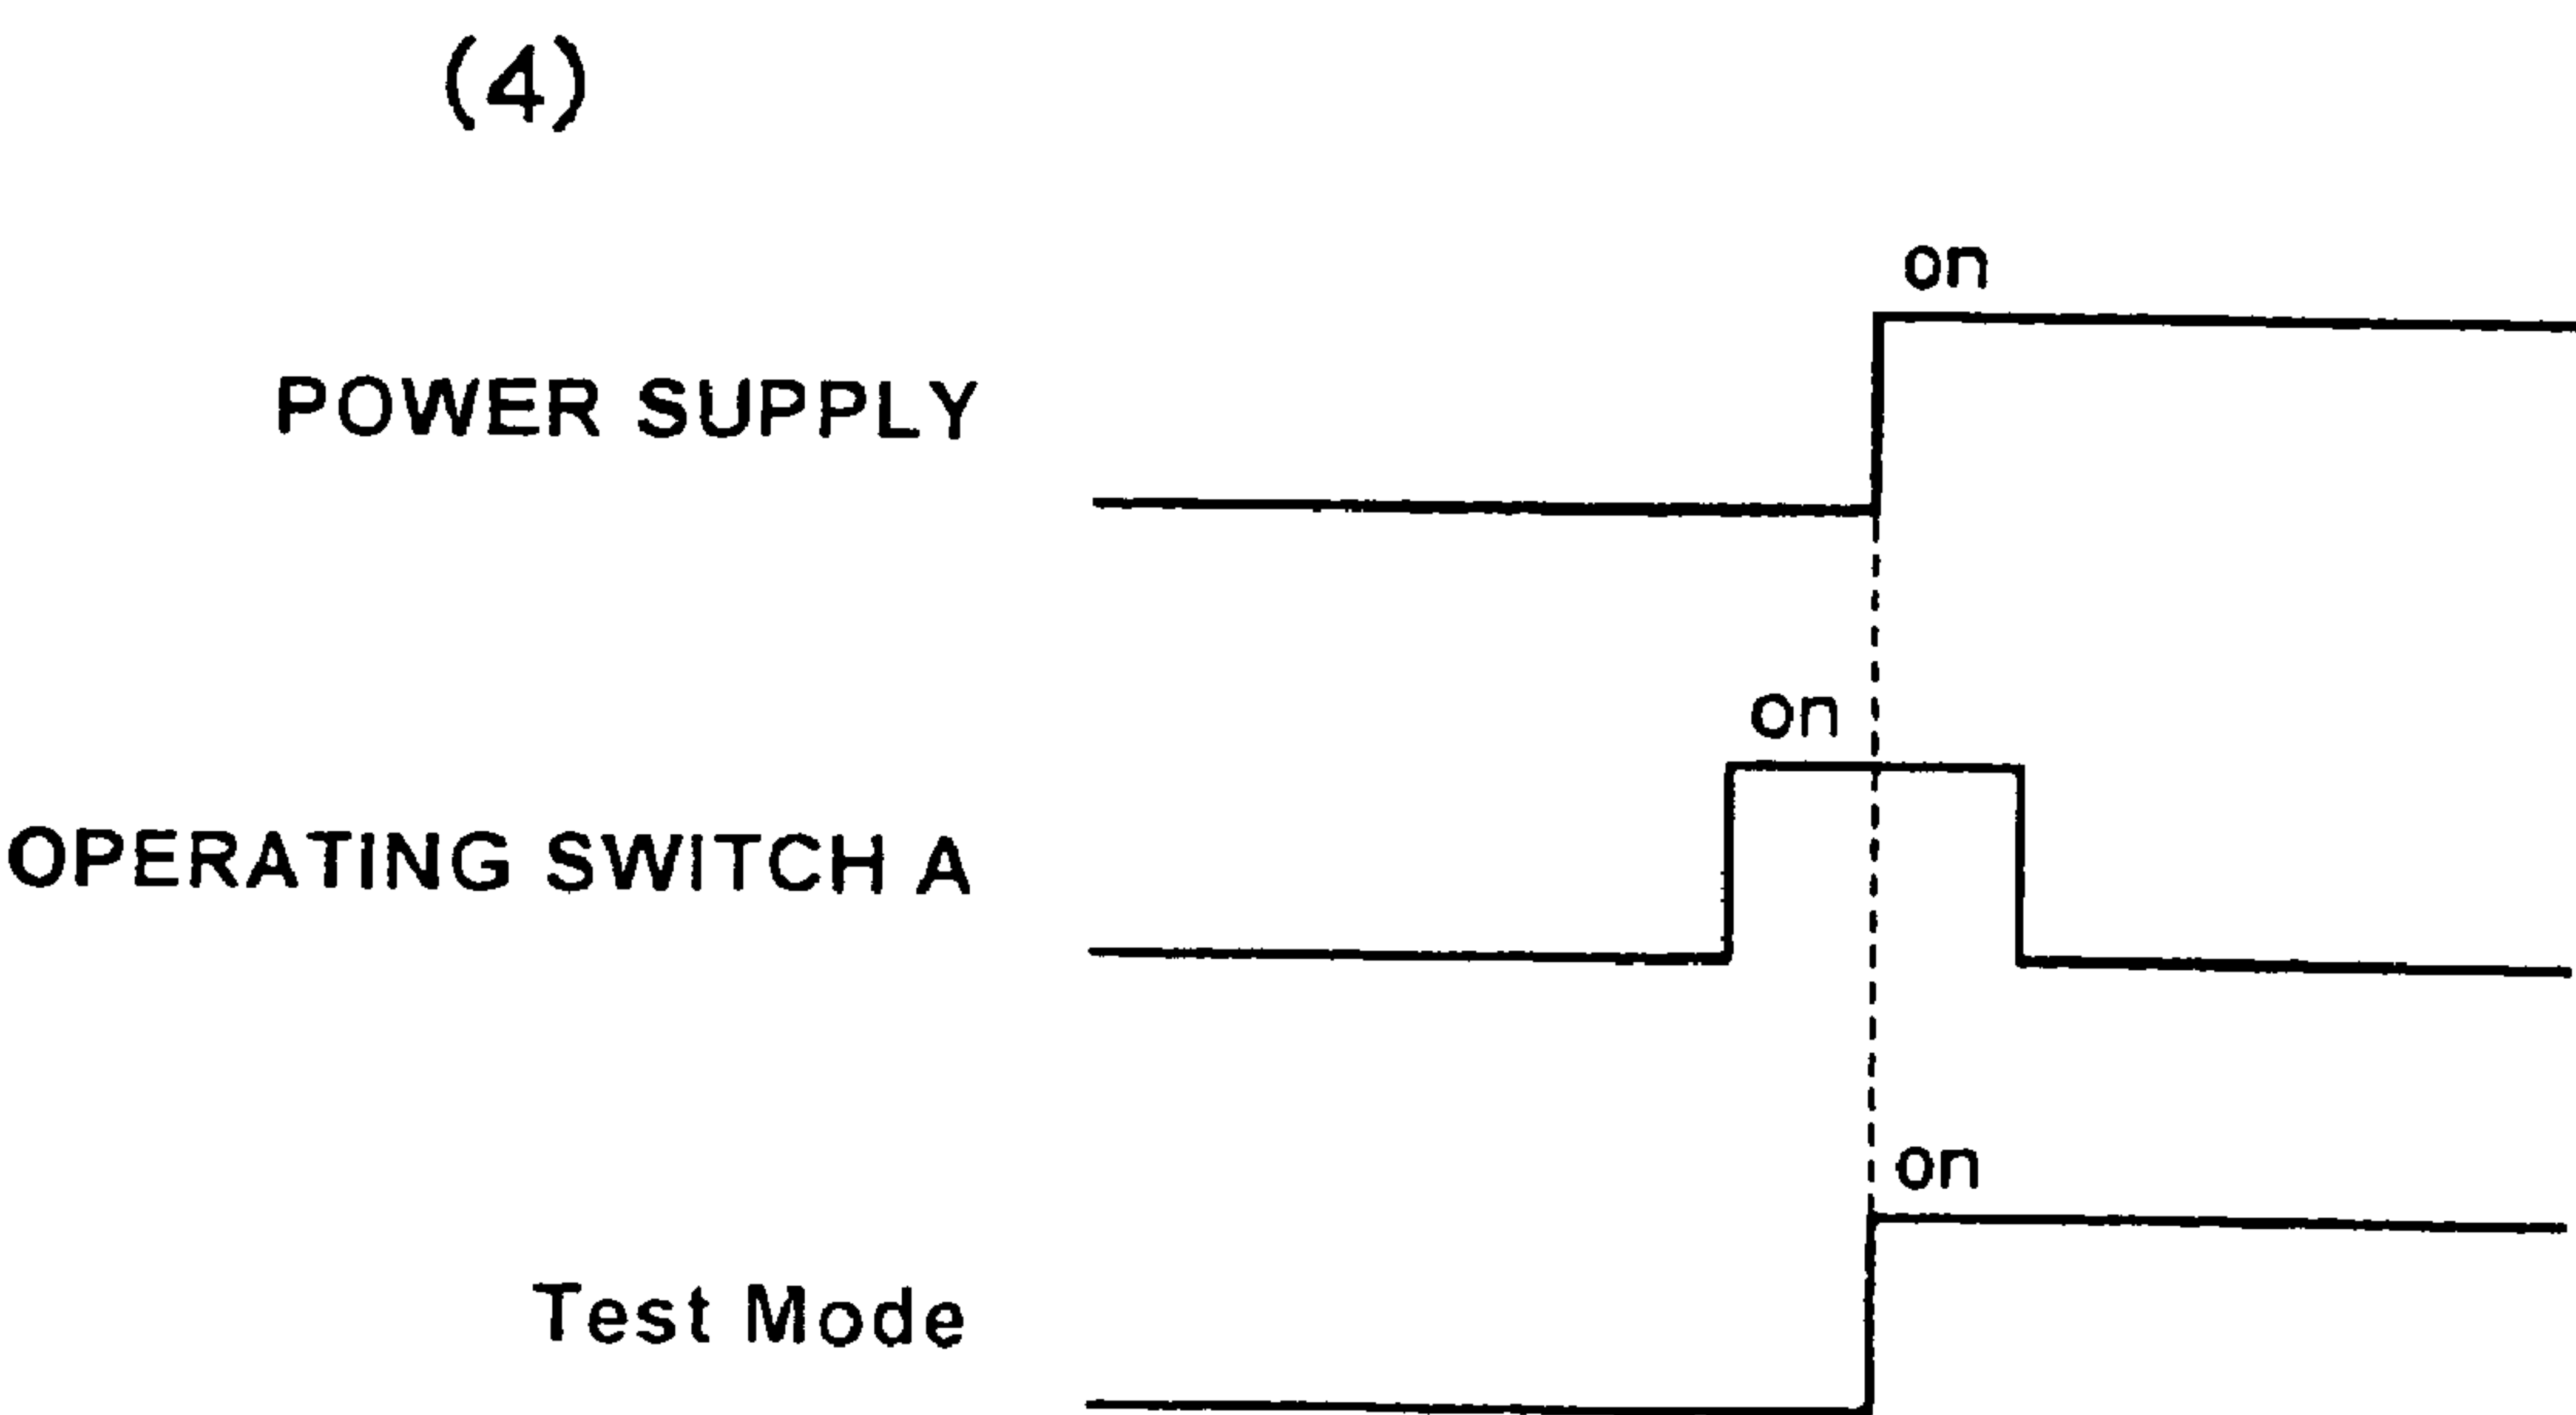 (4)
on
POWER SUPPLY
on
OPERATING SWITCH A
on
Test Mode